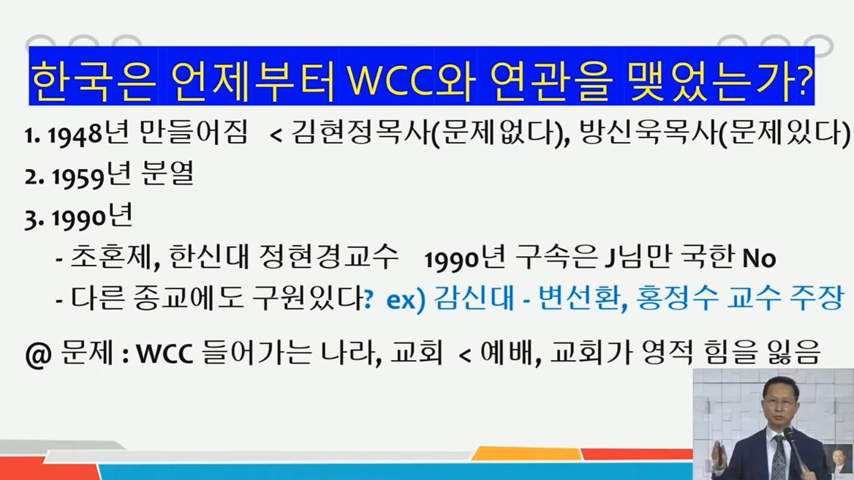 한국은 언제부터 WCC와 연관을 맺었는가?
1. 1948년 만들어짐 < 김현정목사(문제없다), 방신욱목사(문제있다)
2. 1959년 분열
3. 1990년
- 초혼제, 한신대 정현경교수 1990년 구속은 J님만 국한 No
- 다른 종교에도 구원있다? ex) 감신대 - 변선환, 홍정수 교수 주장
@ 문제 : WCC 들어가는 나라, 교회 < 예배, 교회가 영적 힘을 잃음